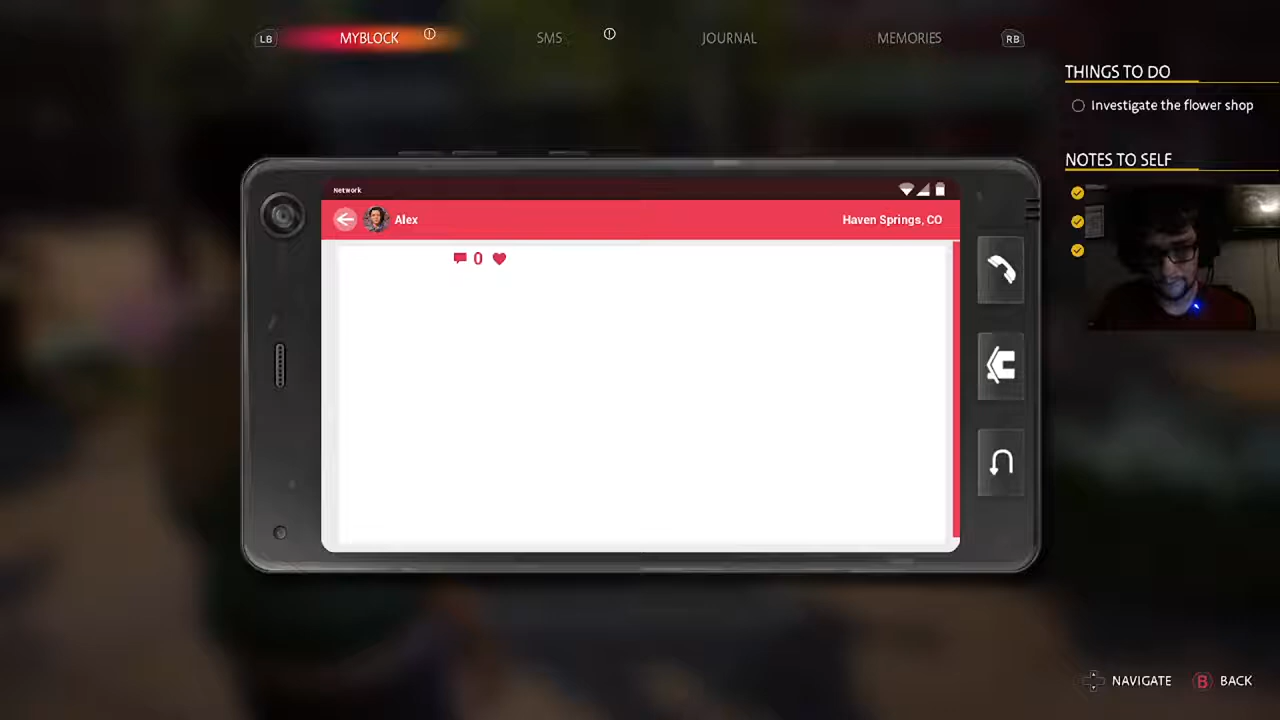 LB MYBLOCK SMS JOURNAL MEMORIES RB
THINGS TO DO
Investigate the flower shop
NOTES TO SELF
Network
Alex
Haven Springs, CO
0
NAVIGATE B BACK